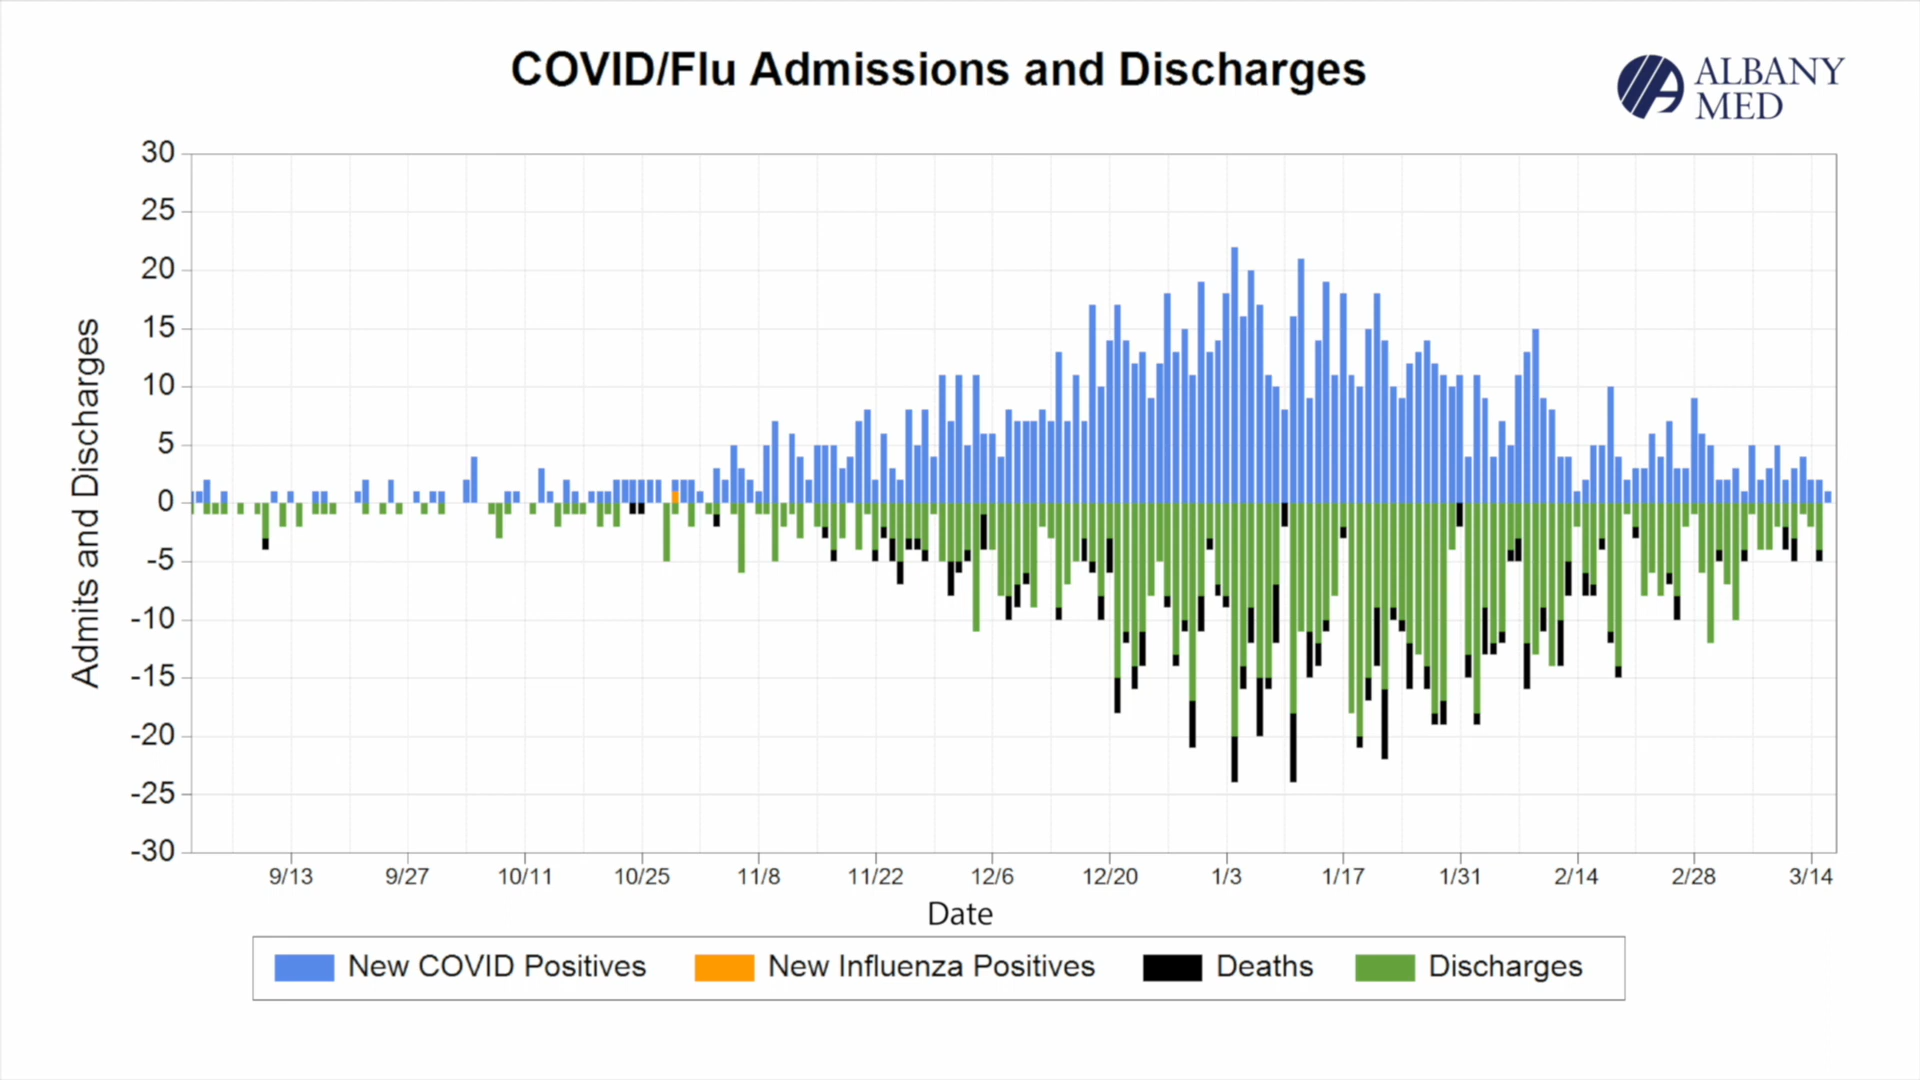 COVID/Flu Admissions and Discharges
ALBANY
MED
30
25
20
15
10
5
0
-5
-10
-15
-20
-25
-30
Admits and Discharges
9/13 9/27 10/11 10/25 11/8 11/22 12/6 12/20 1/3 1/17 1/31 2/14 2/28 3/14
Date
New COVID Positives New Influenza Positives Deaths Discharges